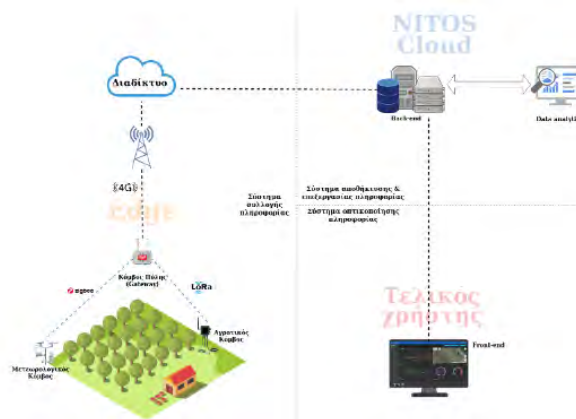 NITOS
Cloud
Διαδίκτυο
Back-end
Data analyti
4G
Edge
Σύστημα
συλλογής
πληροφορίας
Σύστημα αποθήκευσης &
επεξεργασίας πληροφορίας
Σύστημα οπτικοποίησης
πληροφορίας
Κόμβος Πύλης
(Gateway)
zigbee
LoRa
Αγροτικός
Κόμβος
Μετεωρολογικός
Κόμβος
Τελικός
χρήστης
Front-end